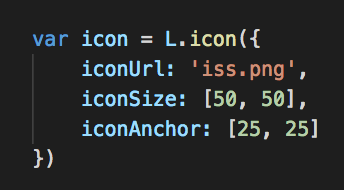 var icon = L.icon({
    iconUrl: 'iss.png',
    iconSize: [50, 50],
    iconAnchor: [25, 25]
})